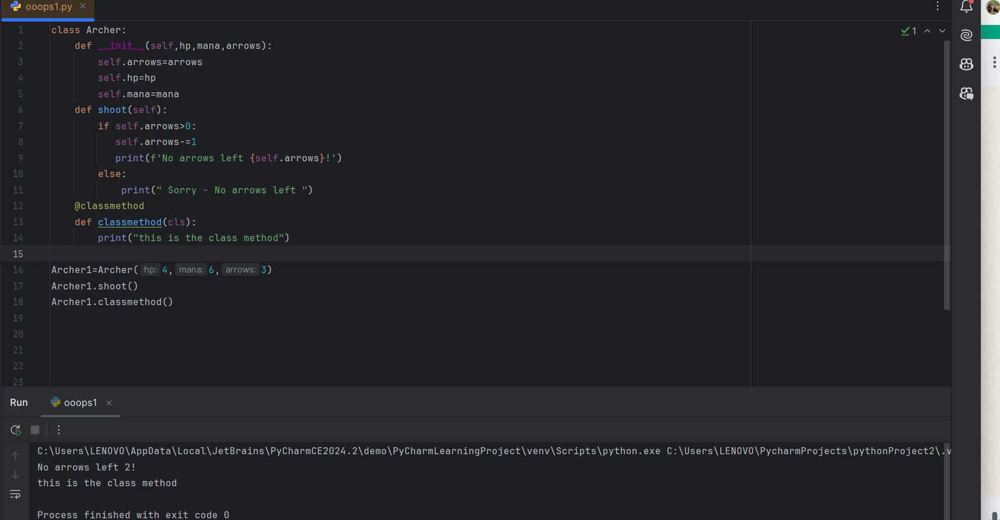 ooops1.py
1 class Archer:
2     def __init__(self,hp,mana,arrows):
3         self.arrows=arrows
4         self.hp=hp
5         self.mana=mana
6     def shoot(self):
7         if self.arrows>0:
8            self.arrows-=1
9            print(f'No arrows left {self.arrows}!')
10         else:
11             print(" Sorry - No arrows left ")
12     @classmethod
13     def classmethod(cls):
14         print("this is the class method")
15
16 Archer1=Archer( hp: 4, mana: 6, arrows: 3)
17 Archer1.shoot()
18 Archer1.classmethod()
19
20
21
22
23
1
Run ooops1
C:\Users\LENOVO\AppData\Local\JetBrains\PyCharmCE2024.2\demo\PyCharmLearningProject\venv\Scripts\python.exe C:\Users\LENOVO\PycharmProjects\pythonProject2\.v
No arrows left 2!
this is the class method
Process finished with exit code 0